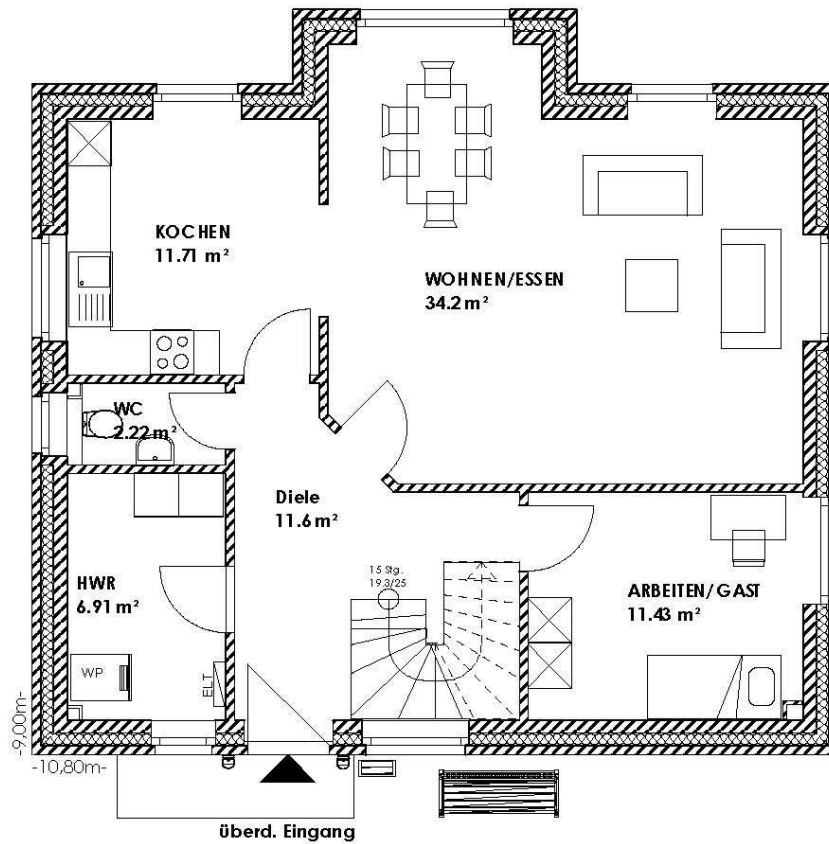 KOCHEN
11.71 m²
WOHNEN/ESSEN
34.2 m²
WC
2.22 m²
Diele
11.6 m²
15 Stg.
19.3/25
HWR
6.91 m²
ARBEITEN/GAST
11.43 m²
WP
ELT
-9,00m-
-10,80m-
überd. Eingang